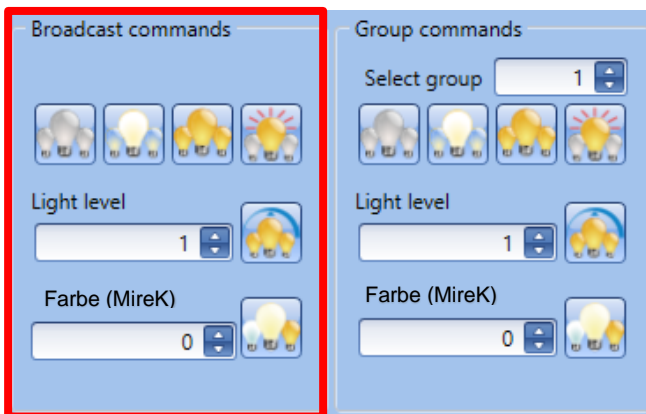 Broadcast commands
Light level
1
Farbe (MireK)
0
Group commands
Select group 1
Light level
1
Farbe (MireK)
0